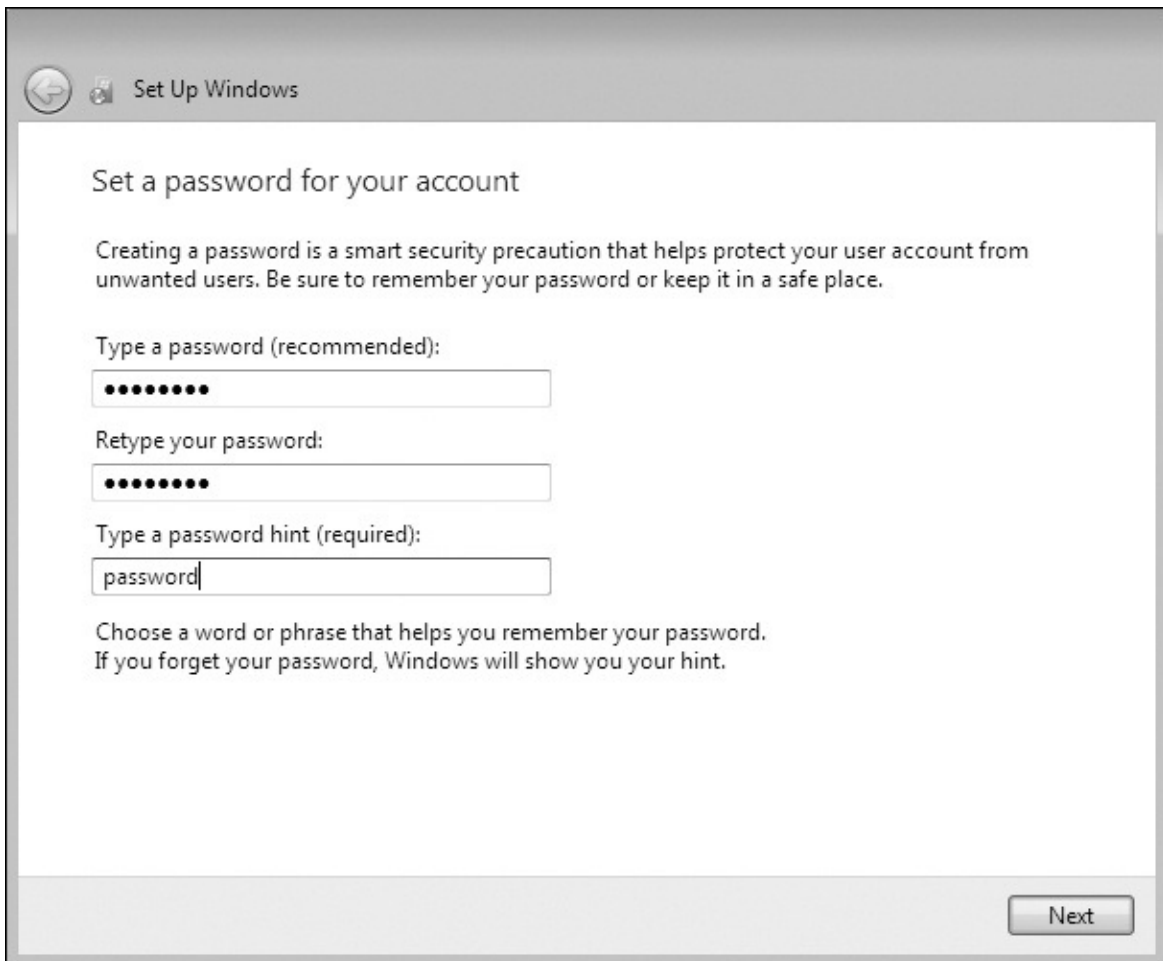 Set Up Windows
Set a password for your account
Creating a password is a smart security precaution that helps protect your user account from
unwanted users. Be sure to remember your password or keep it in a safe place.
Type a password (recommended):
••••••••
Retype your password:
••••••••
Type a password hint (required):
password
Choose a word or phrase that helps you remember your password.
If you forget your password, Windows will show you your hint.
Next